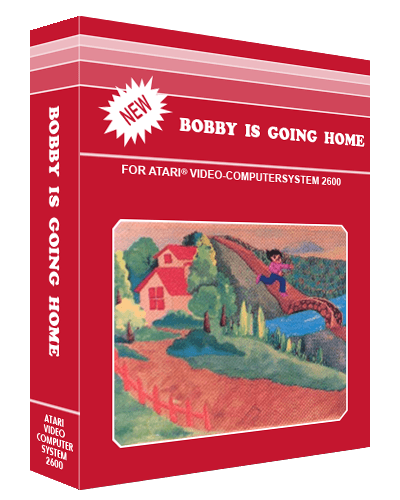 NEW
BOBBY IS GOING HOME
FOR ATARI® VIDEO-COMPUTERSYSTEM 2600
BOBBY IS GOING HOME
ATARI
VIDEO
COMPUTER
SYSTEM
2600